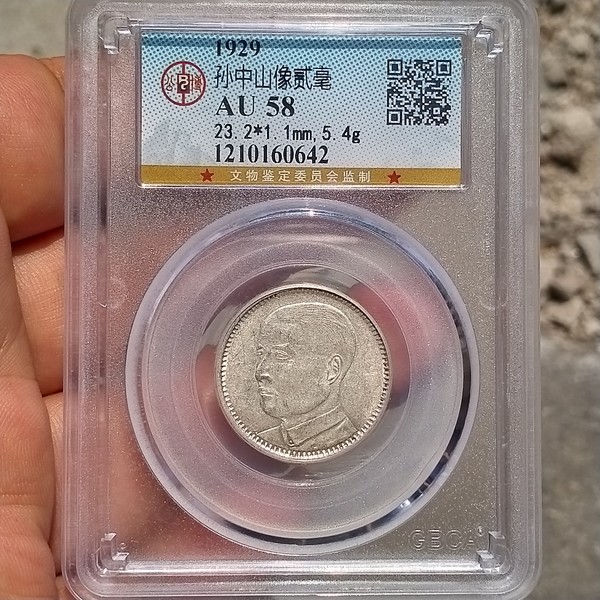 1929
孙中山像贰毫
AU 58
23.2*1.1mm,5.4g
1210160642
★ 文物鉴定委员会监制 ★
GBCA